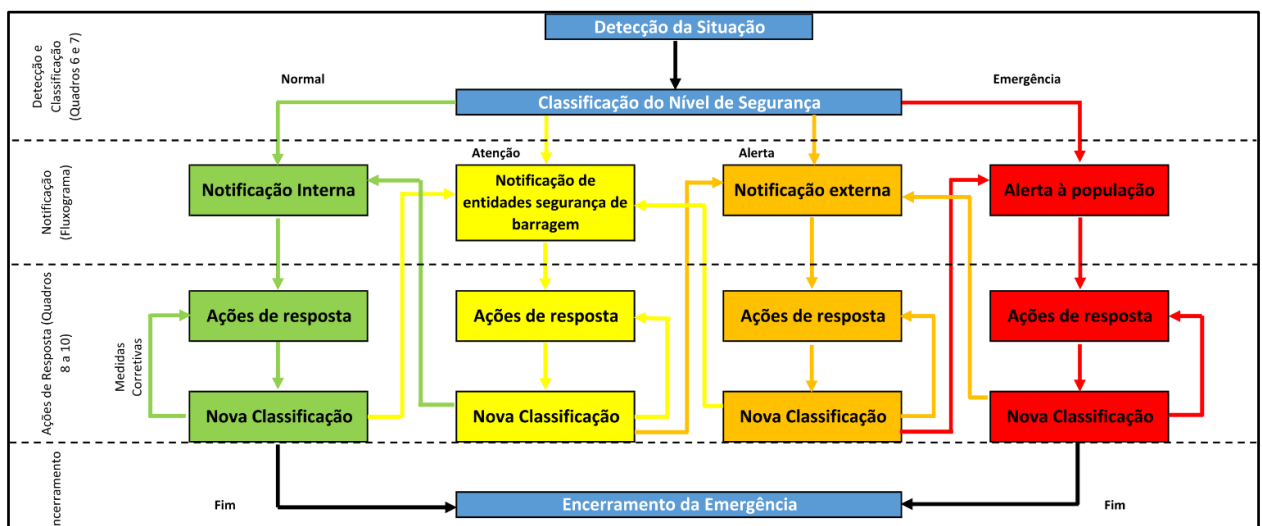 Detecção da Situação
Detecção e
Classificação
(Quadros 6 e 7)
Normal
Emergência
Classificação do Nível de Segurança
Notificação
(Fluxograma)
Atenção
Alerta
Notificação Interna
Notificação de
entidades segurança de
barragem
Notificação externa
Alerta à população
Ações de Resposta (Quadros
8 a 10)
Medidas
Corretivas
Ações de resposta
Ações de resposta
Ações de resposta
Ações de resposta
Nova Classificação
Nova Classificação
Nova Classificação
Nova Classificação
ncerramento
Fim
Encerramento da Emergência
Fim